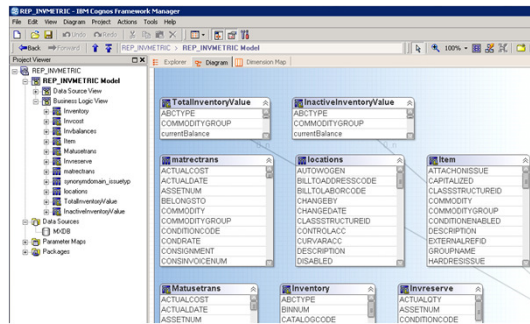 REP_INVMETRIC - IBM Cognos Framework Manager
File Edit View Diagram Project Actions Tools Help
Undo Redo
Back Forward REP_INVMETRIC > REP_INVMETRIC Model 100%
Project Viewer
Explorer Diagram Dimension Map
REP_INVMETRIC
REP_INVMETRIC Model
Data Source View
Business Logic View
Inventory
Invcost
Invbalances
Item
Matusetrans
Invreserve
matrectrans
synonymdomain_issuetyp
locations
TotalInventoryValue
InactiveInventoryValue
Data Sources
MXDB
Parameter Maps
Packages
TotalInventoryValue
ABCTYPE
COMMODITYGROUP
currentBalance
InactiveInventoryValue
ABCTYPE
COMMODITYGROUP
currentBalance
matrectrans
ACTUALCOST
ACTUALDATE
ASSETNUM
BELONGSTO
COMMODITY
COMMODITYGROUP
CONDITIONCODE
CONDRATE
CONSIGNMENT
CONSINVOICENUM
locations
AUTOWOGEN
BILLTOADDRESSCODE
BILLTOLABORCODE
CHANGEBY
CHANGEDATE
CLASSSTRUCTUREID
CONTROLACC
CURVARACC
DESCRIPTION
DISABLED
Item
ATTACHONISSUE
CAPITALIZED
CLASSSTRUCTUREID
COMMODITY
COMMODITYGROUP
CONDITIONENABLED
DESCRIPTION
EXTERNALREFID
GROUPNAME
HARDRESISSUE
Matusetrans
ACTUALCOST
ACTUALDATE
ASSETNUM
Inventory
ABCTYPE
BINNUM
CATALOGCODE
Invreserve
ACTUALQTY
ASSETNUM
CONDITIONCODE